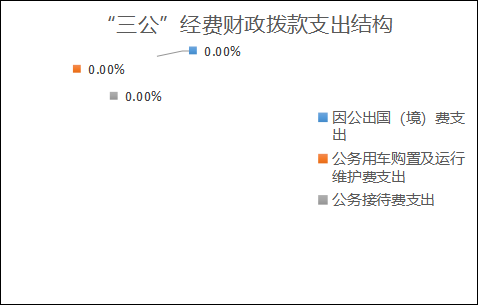 “三公”经费财政拨款支出结构
0.00%
0.00%
0.00%
因公出国（境）费支
出
公务用车购置及运行
维护费支出
公务接待费支出